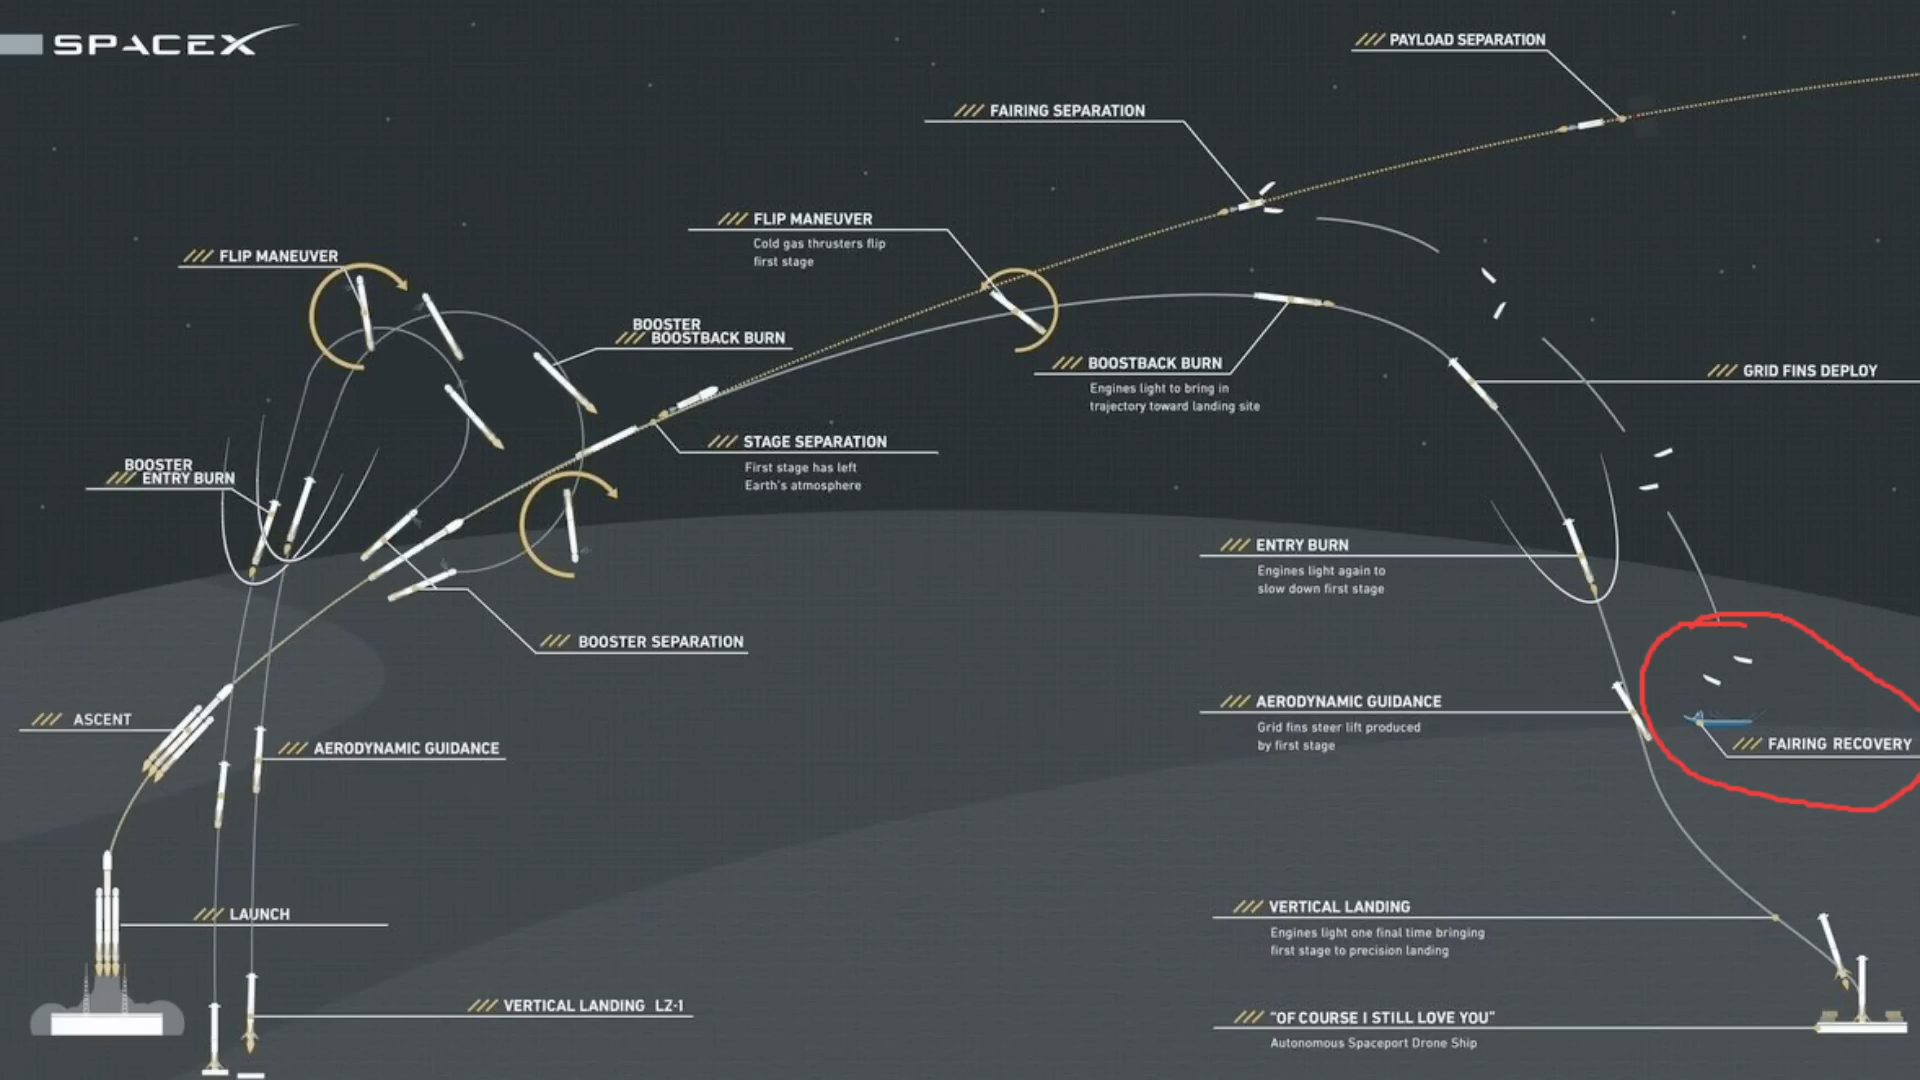 SPACEX
/// PAYLOAD SEPARATION
/// FAIRING SEPARATION
/// FLIP MANEUVER
Cold gas thrusters flip
first stage
/// FLIP MANEUVER
BOOSTER
/// BOOSTBACK BURN
/// BOOSTBACK BURN
Engines light to bring in
trajectory toward landing site
/// GRID FINS DEPLOY
/// STAGE SEPARATION
First stage has left
Earth's atmosphere
BOOSTER
/// ENTRY BURN
/// ENTRY BURN
Engines light again to
slow down first stage
/// BOOSTER SEPARATION
/// AERODYNAMIC GUIDANCE
Grid fins steer lift produced
by first stage
/// ASCENT
/// AERODYNAMIC GUIDANCE
/// FAIRING RECOVERY
/// LAUNCH
/// VERTICAL LANDING
Engines light one final time bringing
first stage to precision landing
/// VERTICAL LANDING LZ-1
/// "OF COURSE I STILL LOVE YOU"
Autonomous Spaceport Drone Ship